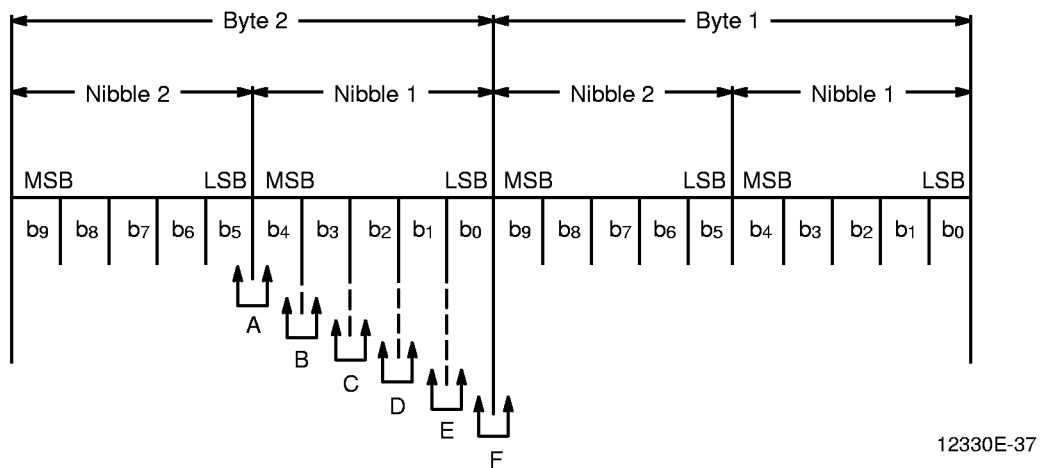 Byte 2 Byte 1
Nibble 2 Nibble 1 Nibble 2 Nibble 1
MSB LSB MSB LSB MSB LSB MSB LSB
b9 b8 b7 b6 b5 b4 b3 b2 b1 b0 b9 b8 b7 b6 b5 b4 b3 b2 b1 b0
A
B
C
D
E
F
12330E-37